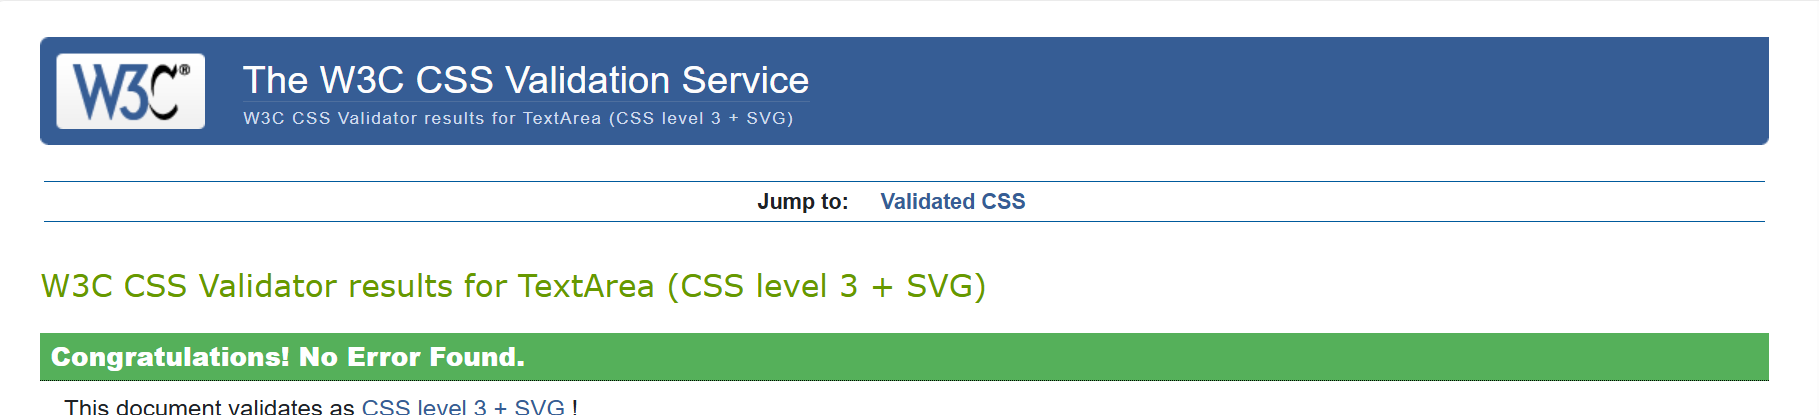 W3C®
The W3C CSS Validation Service
W3C CSS Validator results for TextArea (CSS level 3 + SVG)
Jump to: Validated CSS
W3C CSS Validator results for TextArea (CSS level 3 + SVG)
Congratulations! No Error Found.
This document validates as CSS level 3 + SVG !